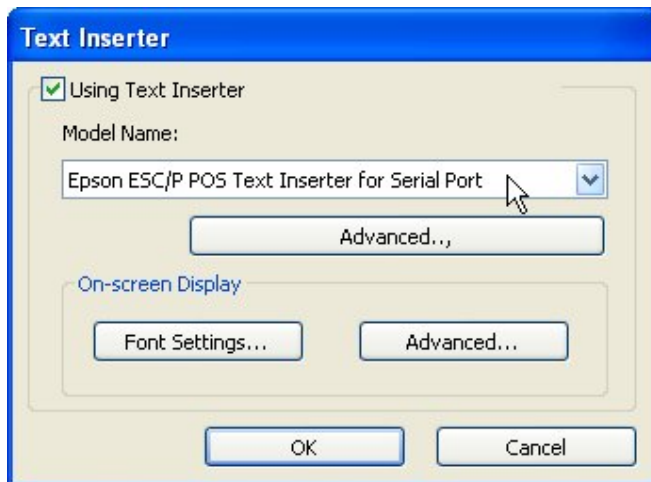 Text Inserter
Using Text Inserter
Model Name:
Epson ESC/P POS Text Inserter for Serial Port
Advanced..,
On-screen Display
Font Settings...
Advanced...
OK
Cancel